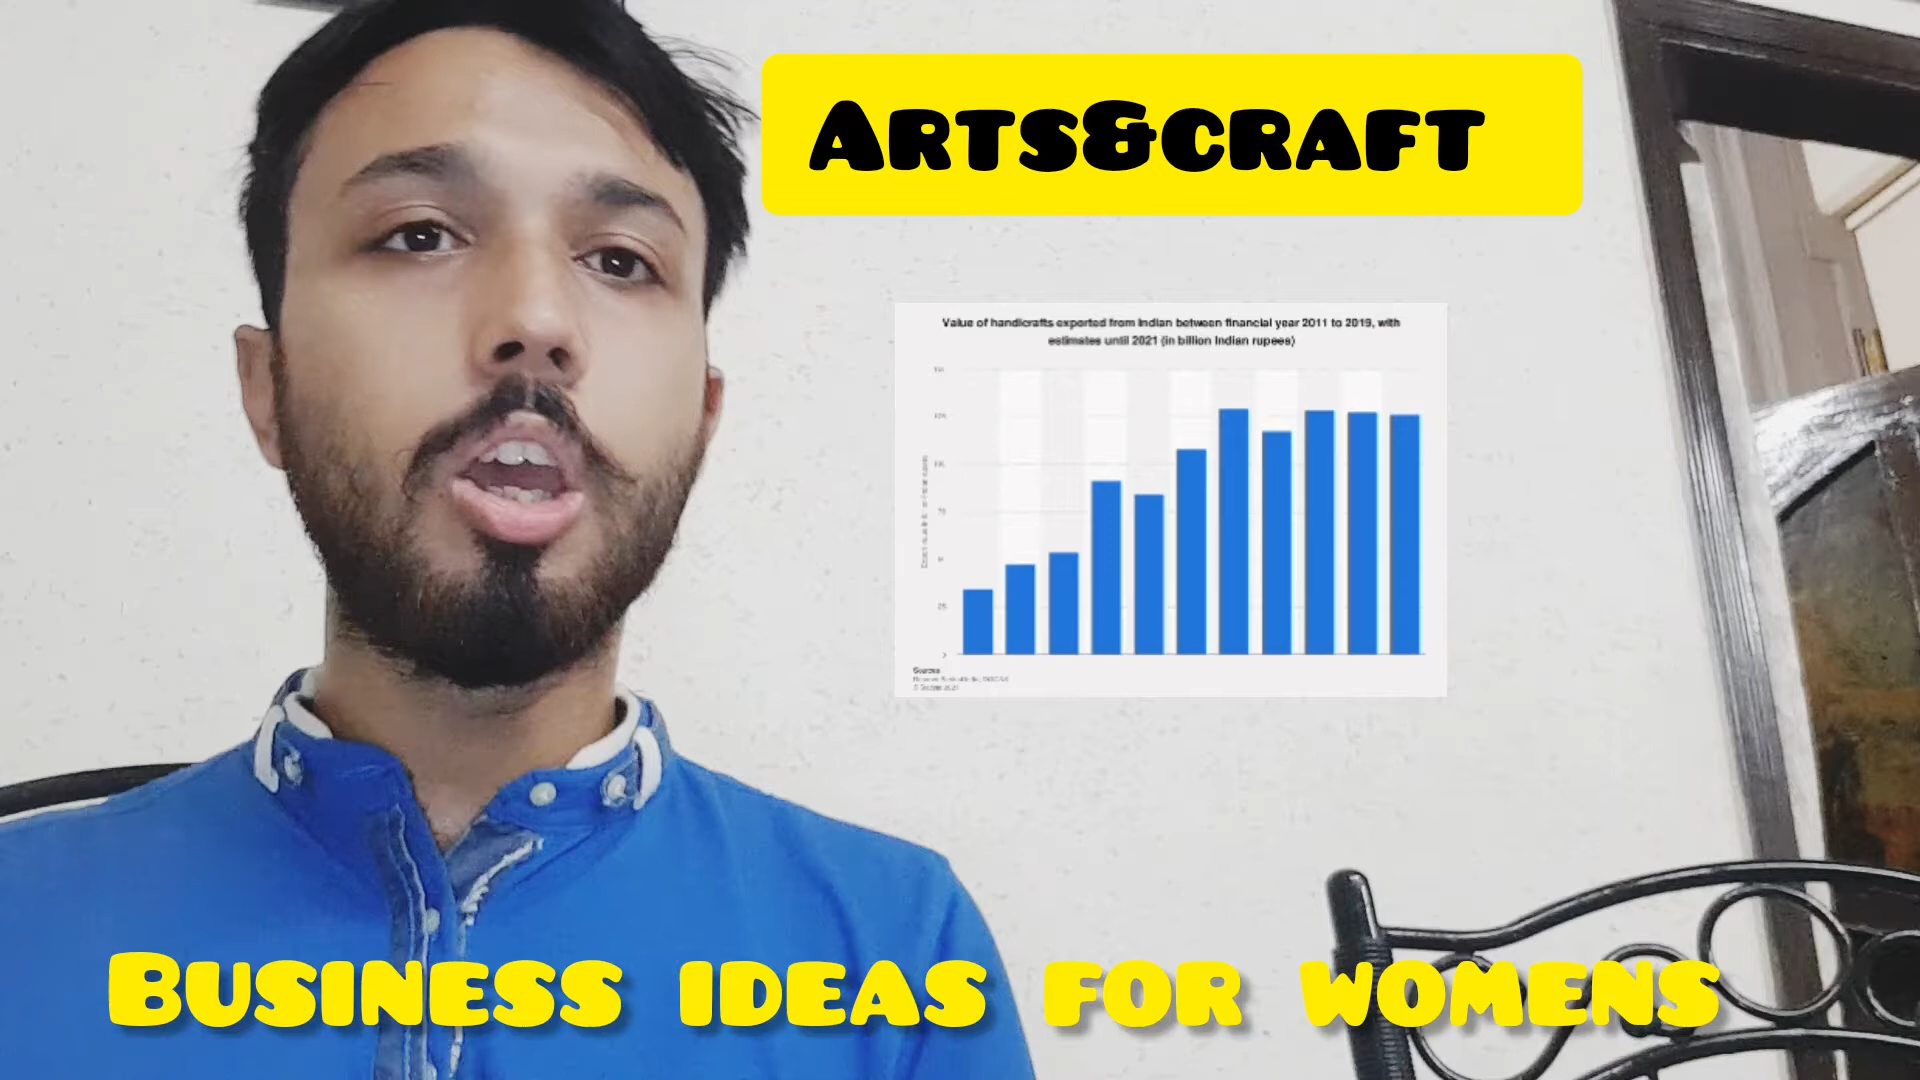 Arts&craft
Value of handicrafts exported from Indian between financial year 2011 to 2019, with
estimates until 2021 (in billion Indian rupees)
25
Sources
Business ideas for womens